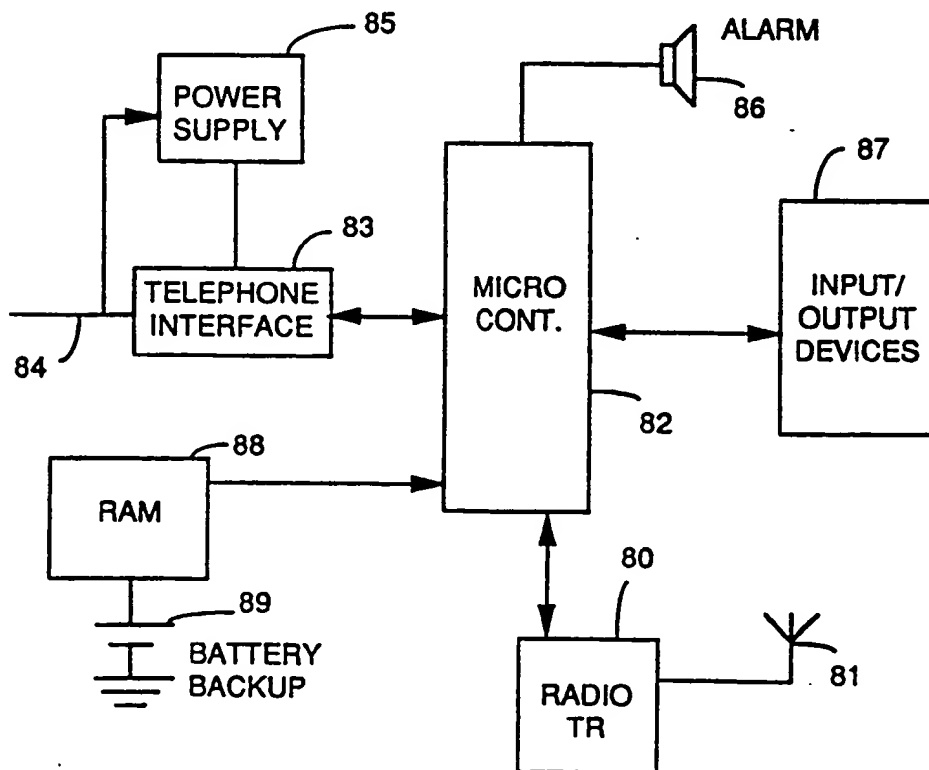 85
ALARM
POWER
SUPPLY
86
87
83
TELEPHONE
INTERFACE
MICRO
CONT.
INPUT/
OUTPUT
DEVICES
84
82
88
RAM
80
89
BATTERY
BACKUP
81
RADIO
TR